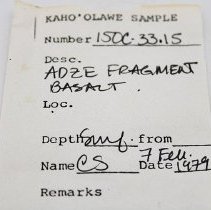 KAHO'OLAWE SAMPLE
Number 150C-33.15
Desc.
ADZE FRAGMENT
BASALT.
Loc.
Depth Surf. from
Name CS Date 7 Feb. 1979
Remarks